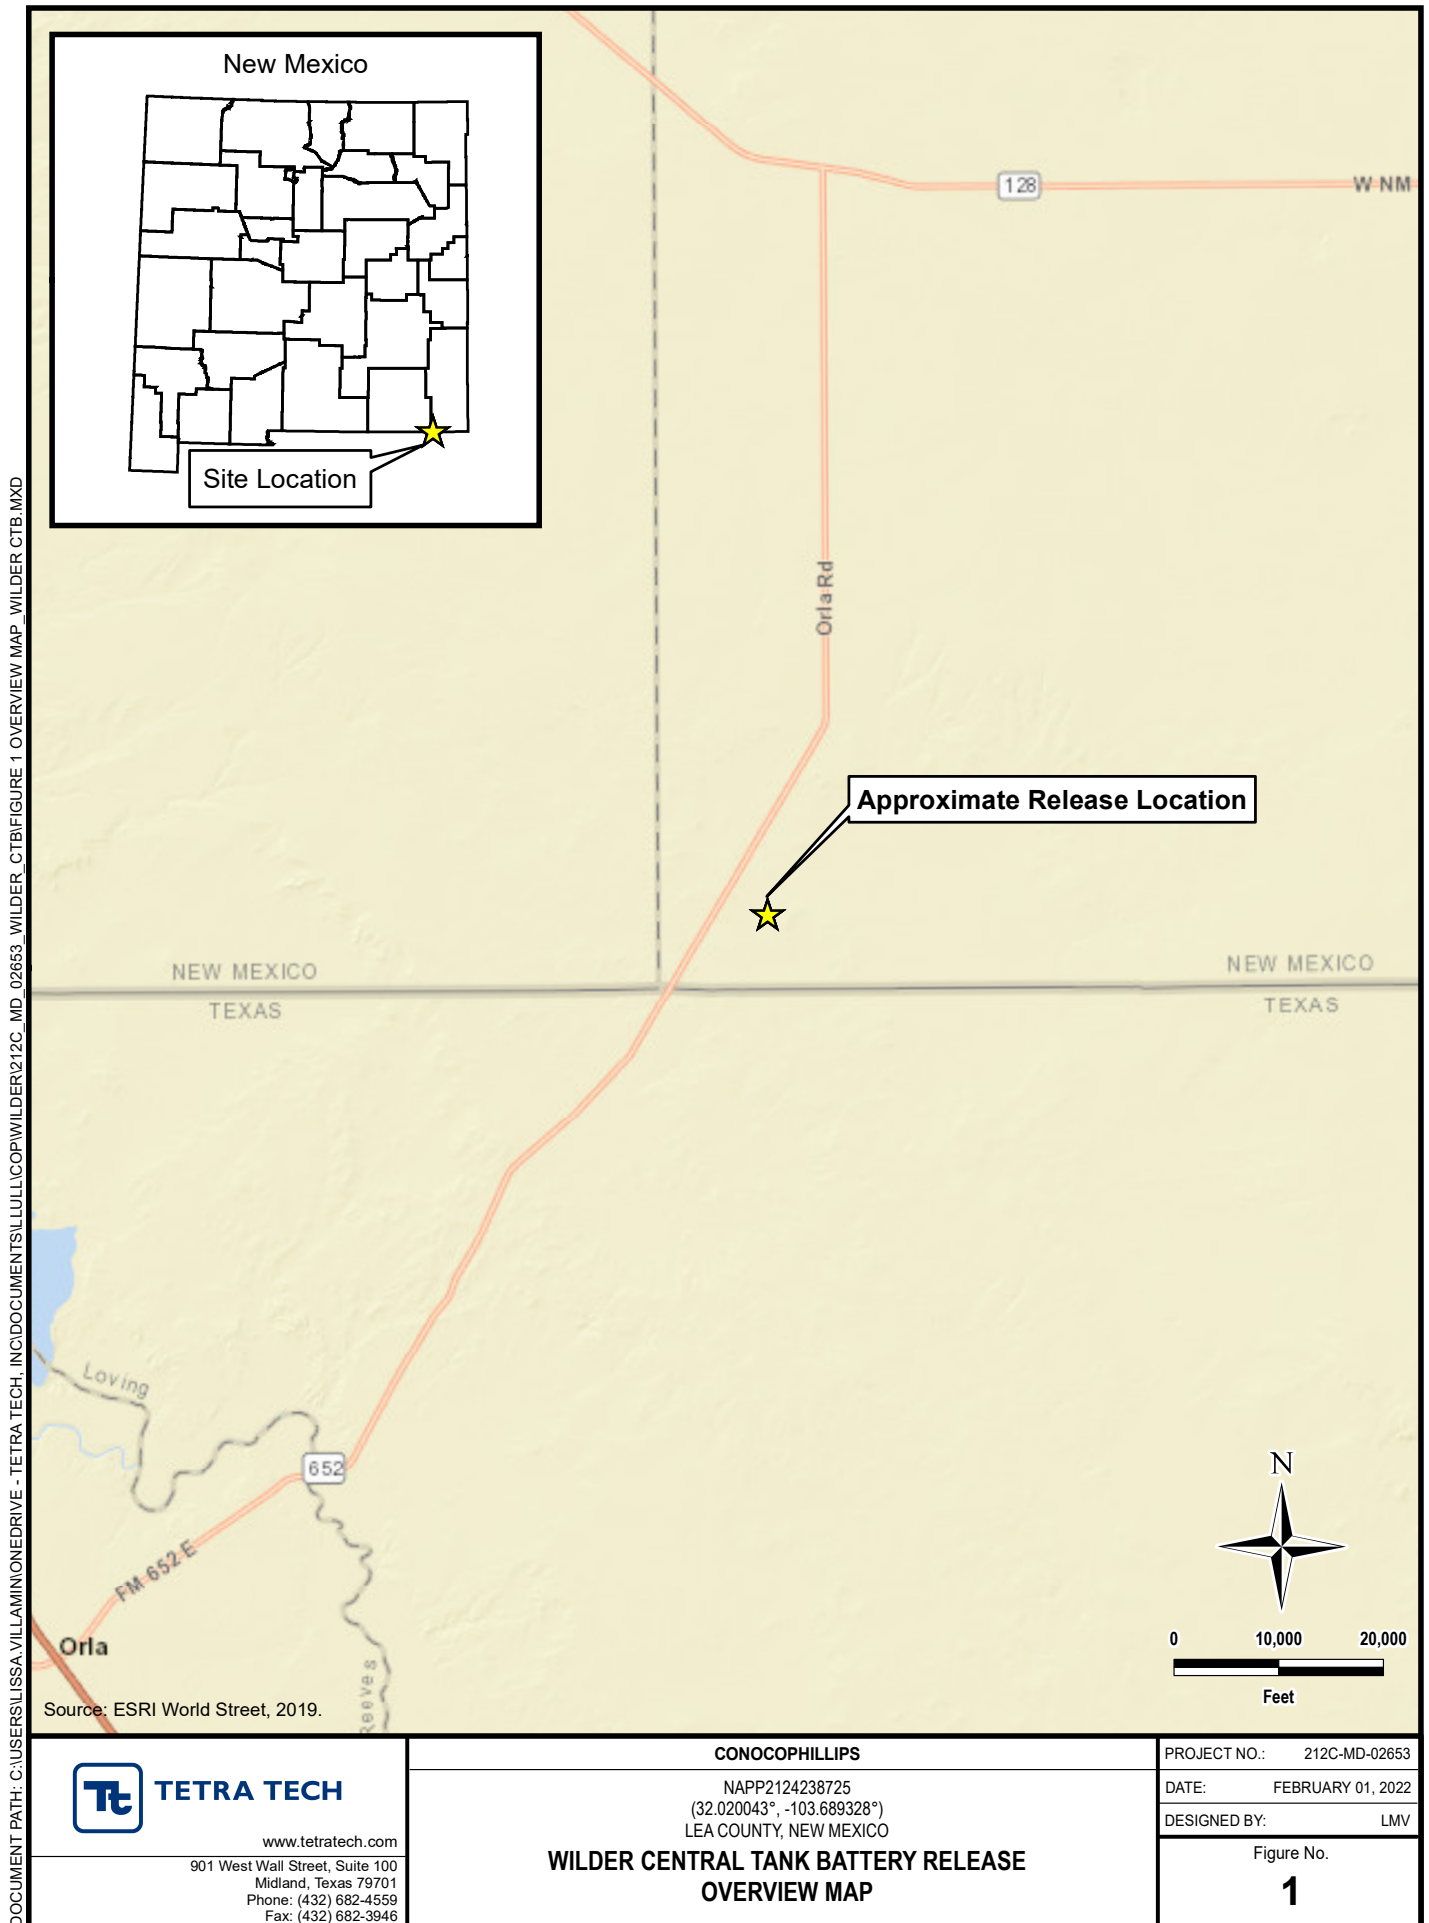 New Mexico
Site Location
128
W NM
Orla Rd
Approximate Release Location
NEW MEXICO
TEXAS
NEW MEXICO
TEXAS
Loving
652
FM 652 E
Orla
Reeves
N
0 10,000 20,000
Feet
Source: ESRI World Street, 2019.
DOCUMENT PATH: C:\USERS\LISSA.VILLAMIN\ONEDRIVE - TETRA TECH, INC\DOCUMENTS\LLULL\COP\WILDER\212C_MD_02653_WILDER_CTB\FIGURE 1 OVERVIEW MAP_WILDER CTB.MXD
Tt TETRA TECH
www.tetratech.com
901 West Wall Street, Suite 100
Midland, Texas 79701
Phone: (432) 682-4559
Fax: (432) 682-3946
CONOCOPHILLIPS
NAPP2124238725
(32.020043°, -103.689328°)
LEA COUNTY, NEW MEXICO
WILDER CENTRAL TANK BATTERY RELEASE
OVERVIEW MAP
PROJECT NO.: 212C-MD-02653
DATE: FEBRUARY 01, 2022
DESIGNED BY: LMV
Figure No.
1